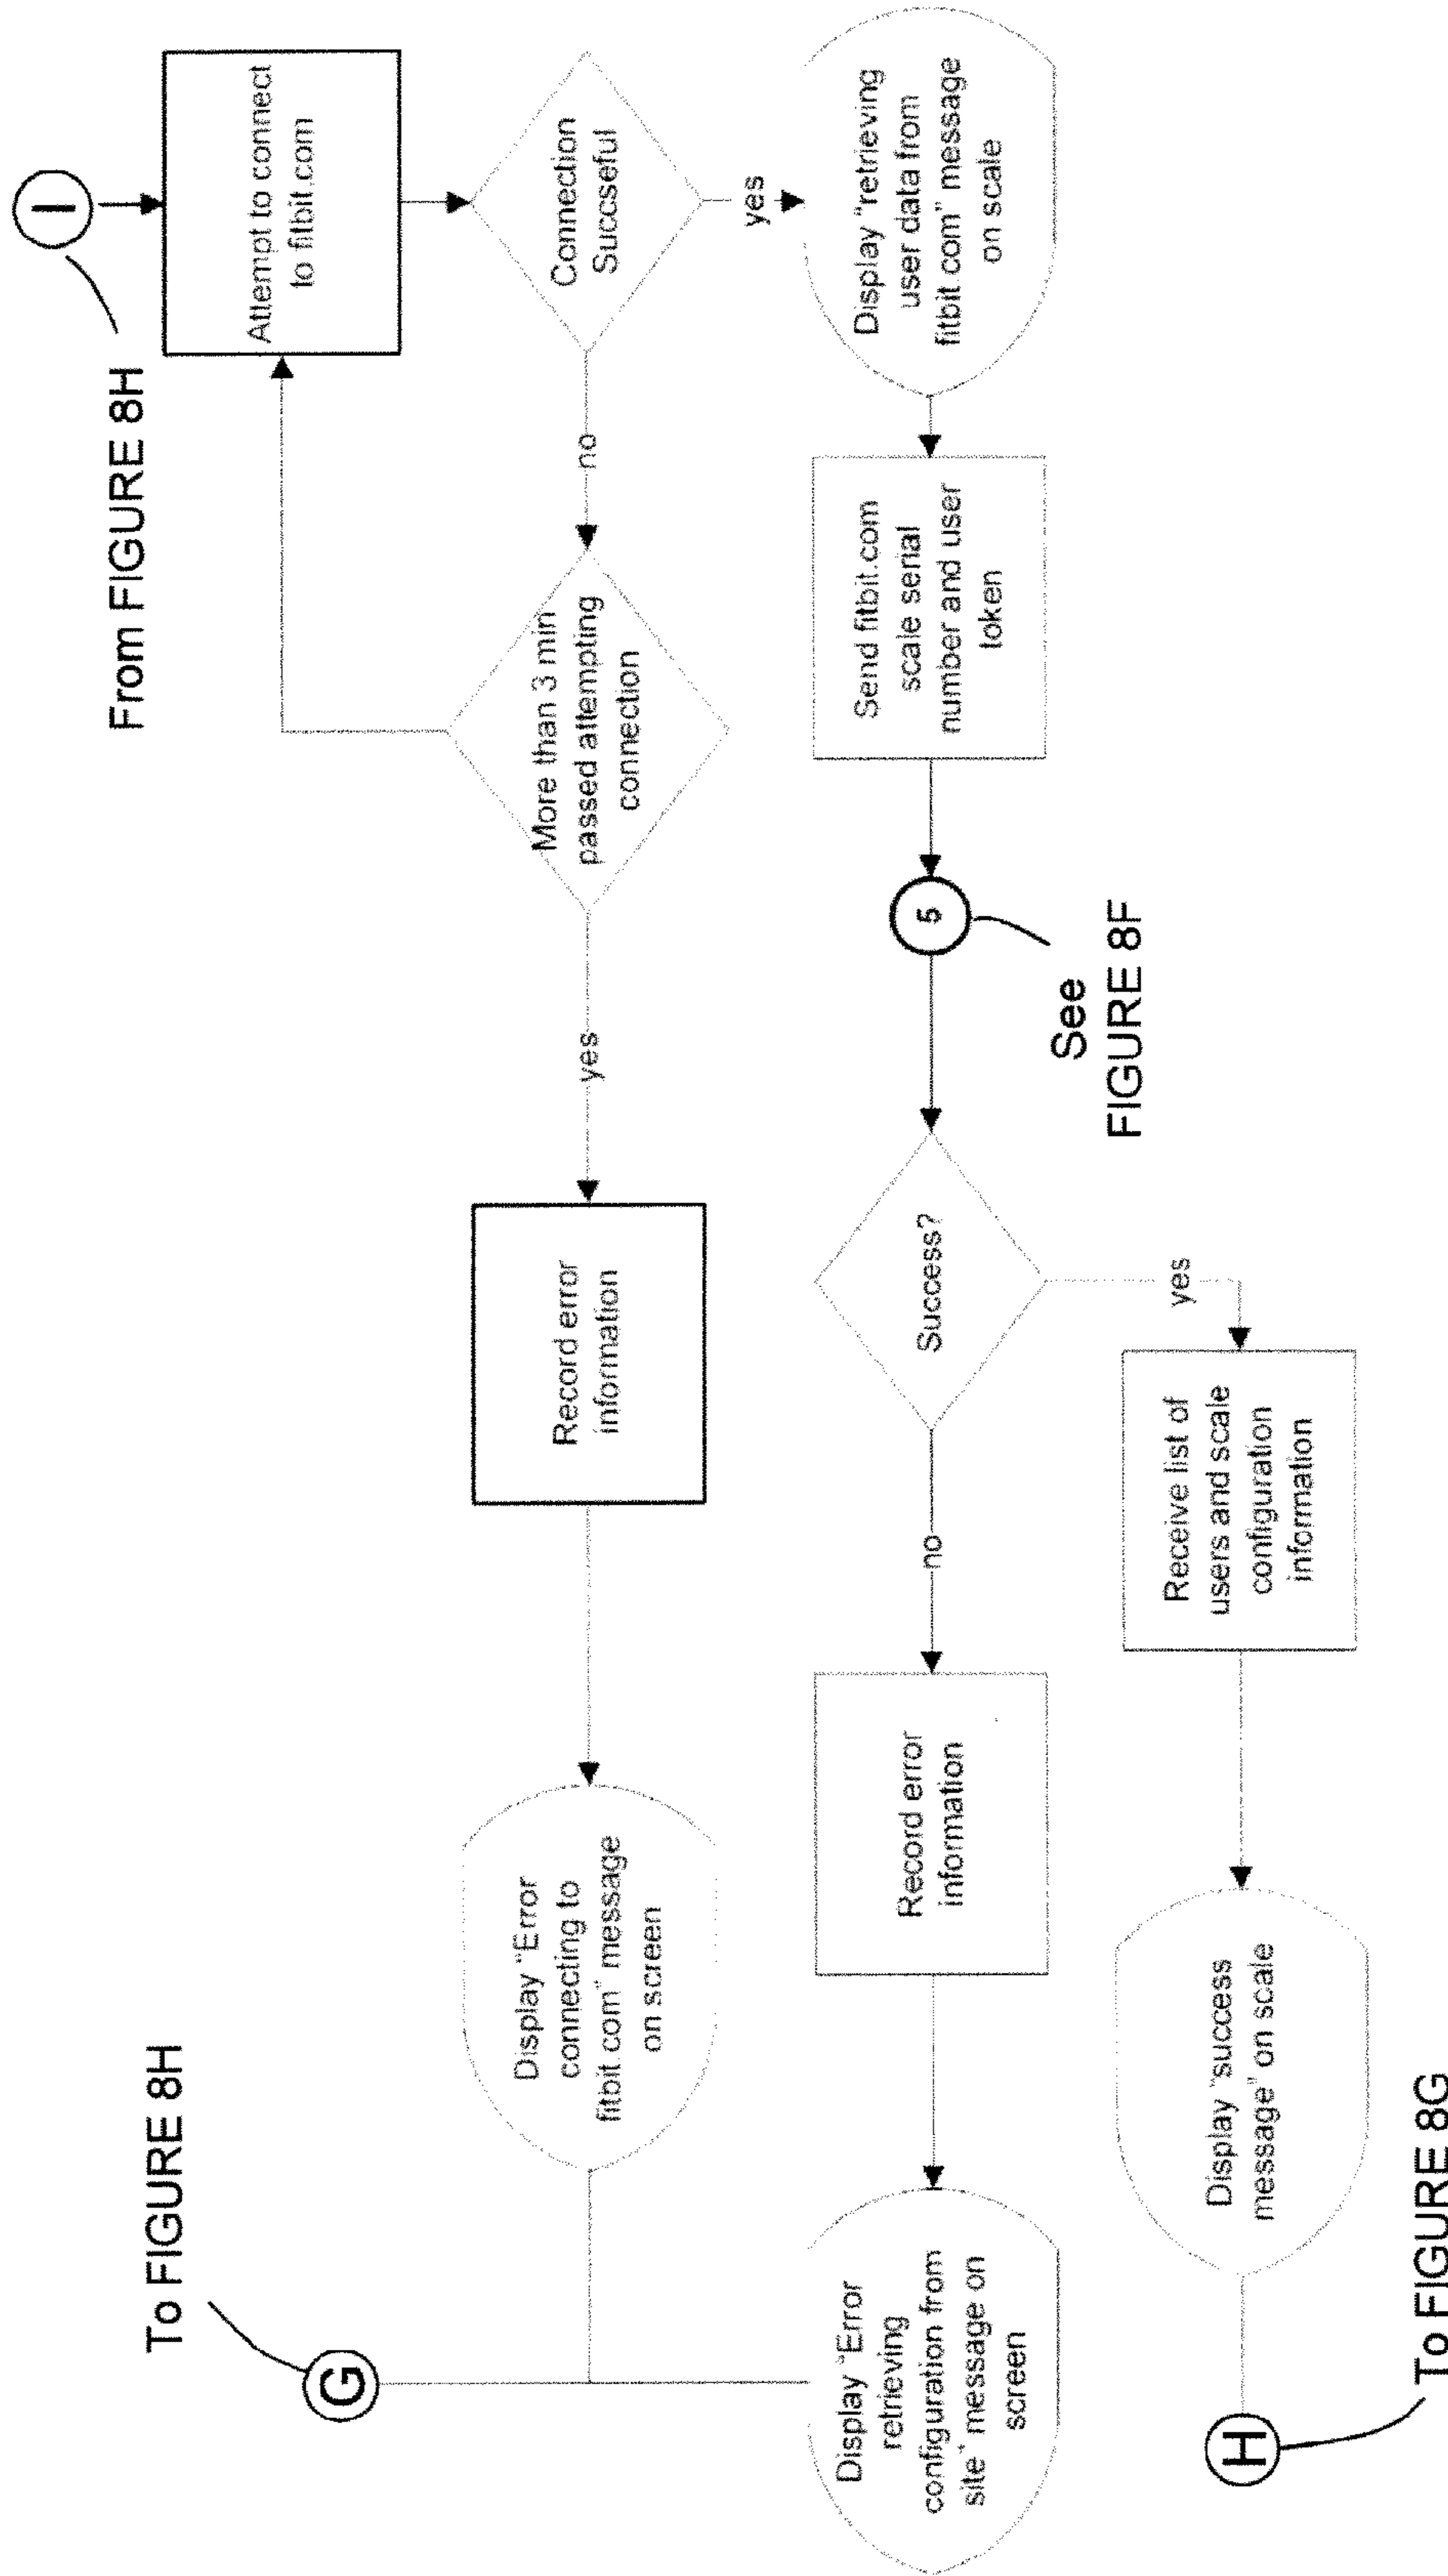 From FIGURE 8H
I
Attempt to connect
to fitbit.com
Connection
Succseful
no
yes
More than 3 min
passed attempting
connection
yes
Record error
information
Display "Error
connecting to
fitbit.com" message
on screen
To FIGURE 8H
G
Display "retrieving
user data from
fitbit.com" message
on scale
Send fitbit.com
scale serial
number and user
token
5
See
FIGURE 8F
Success?
no
yes
Record error
information
Display "Error
retrieving
configuration from
site" message on
screen
Receive list of
users and scale
configuration
information
Display "success
message" on scale
H
To FIGURE 8G